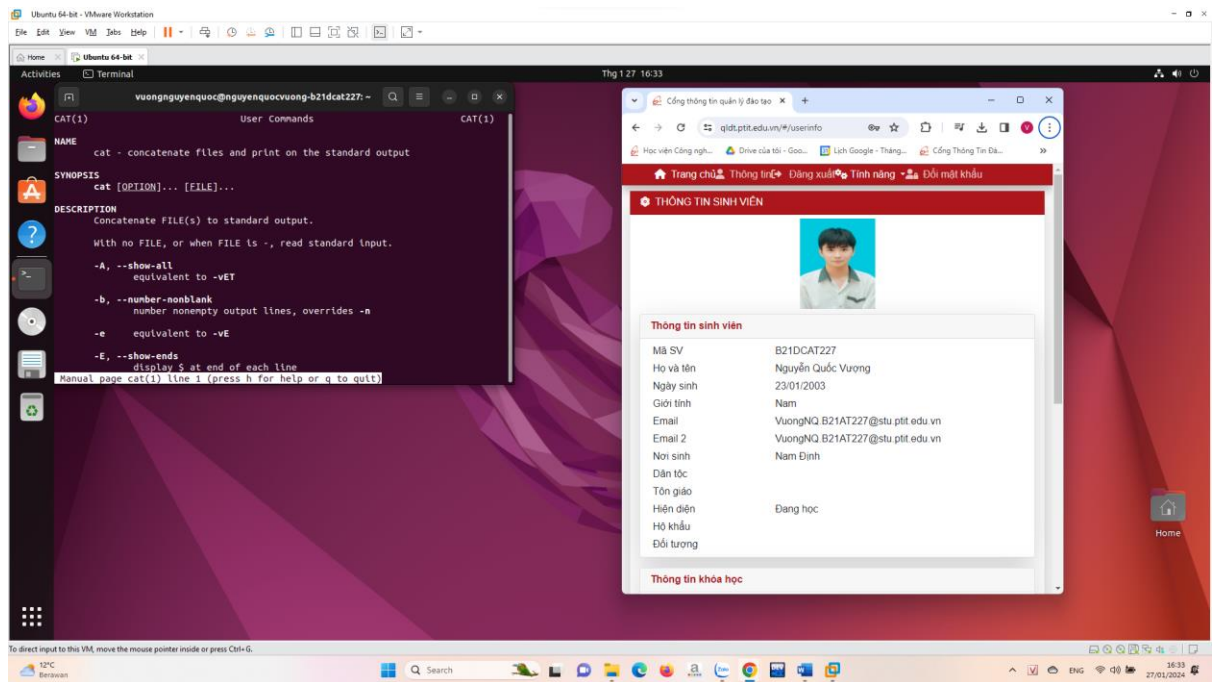 Ubuntu 64-bit - VMware Workstation
File Edit View VM Tabs Help
Home Ubuntu 64-bit
Activities Terminal Thg 1 27 16:33
vuongnguyenquoc@nguyenquocvuong-b21dcat227: ~
CAT(1) User Commands CAT(1)
NAME
cat - concatenate files and print on the standard output
SYNOPSIS
cat [OPTION]... [FILE]...
DESCRIPTION
Concatenate FILE(s) to standard output.
With no FILE, or when FILE is -, read standard input.
-A, --show-all
equivalent to -vET
-b, --number-nonblank
number nonempty output lines, overrides -n
-e equivalent to -vE
-E, --show-ends
display $ at end of each line
Manual page cat(1) line 1 (press h for help or q to quit)
Cổng thông tin quản lý đào tạo
qldt.ptit.edu.vn/#/userinfo
Học viện Công ngh... Drive của tôi - Goo... Lịch Google - Tháng... Cổng Thông Tin Đà...
Trang chủ Thông tin Đăng xuất Tính năng Đổi mật khẩu
THÔNG TIN SINH VIÊN
Thông tin sinh viên
Mã SV B21DCAT227
Họ và tên Nguyễn Quốc Vượng
Ngày sinh 23/01/2003
Giới tính Nam
Email VuongNQ.B21AT227@stu.ptit.edu.vn
Email 2 VuongNQ.B21AT227@stu.ptit.edu.vn
Nơi sinh Nam Định
Dân tộc
Tôn giáo
Hiện diện Đang học
Hộ khẩu
Đối tượng
Thông tin khóa học
Home
To direct input to this VM, move the mouse pointer inside or press Ctrl+G.
12°C
Berawan
Search
ENG
16:33
27/01/2024